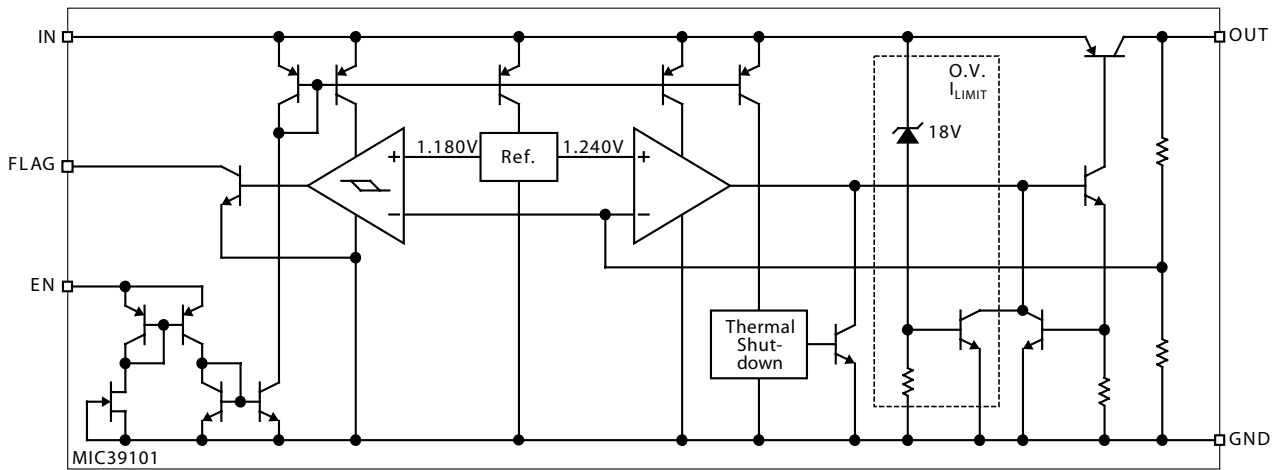 IN
OUT
O.V.
ILIMIT
18V
1.180V
Ref.
1.240V
+
+
FLAG
−
−
EN
Thermal
Shut-
down
GND
MIC39101